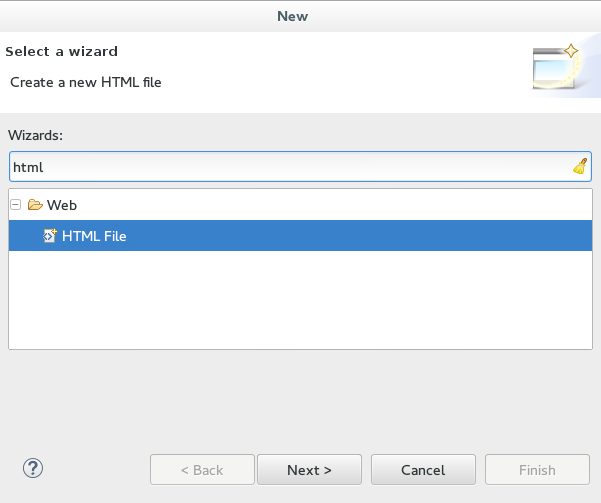 New
Select a wizard
Create a new HTML file
Wizards:
html
Web
HTML File
?
< Back
Next >
Cancel
Finish